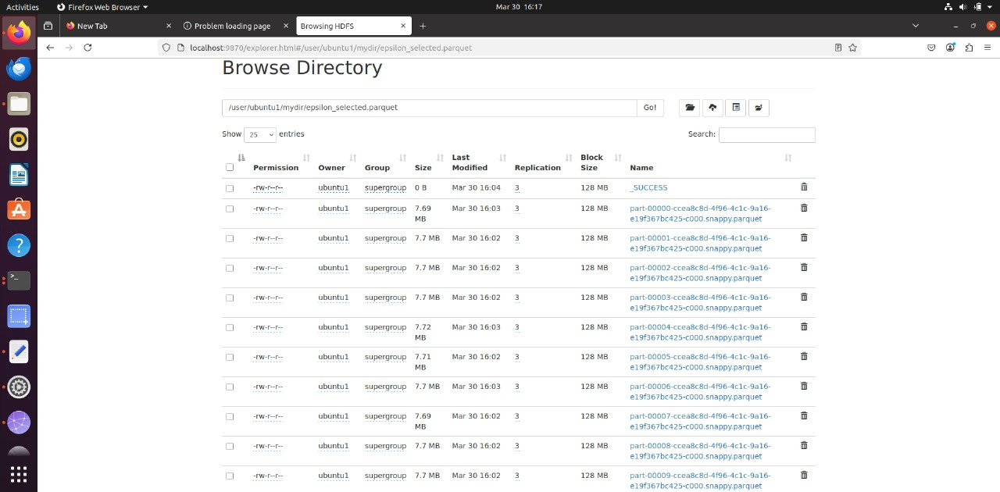 Activities Firefox Web Browser Mar 30 16:17
New Tab Problem loading page Browsing HDFS
localhost:9870/explorer.html#/user/ubuntu1/mydir/epsilon_selected.parquet
Browse Directory
/user/ubuntu1/mydir/epsilon_selected.parquet Go!
Show 25 entries Search:
Permission Owner Group Size Last Modified Replication Block Size Name
-rw-r--r-- ubuntu1 supergroup 0 B Mar 30 16:04 3 128 MB _SUCCESS
-rw-r--r-- ubuntu1 supergroup 7.69 MB Mar 30 16:03 3 128 MB part-00000-ccea8c8d-4f96-4c1c-9a16-
e19f367bc425-c000.snappy.parquet
-rw-r--r-- ubuntu1 supergroup 7.7 MB Mar 30 16:02 3 128 MB part-00001-ccea8c8d-4f96-4c1c-9a16-
e19f367bc425-c000.snappy.parquet
-rw-r--r-- ubuntu1 supergroup 7.7 MB Mar 30 16:02 3 128 MB part-00002-ccea8c8d-4f96-4c1c-9a16-
e19f367bc425-c000.snappy.parquet
-rw-r--r-- ubuntu1 supergroup 7.7 MB Mar 30 16:02 3 128 MB part-00003-ccea8c8d-4f96-4c1c-9a16-
e19f367bc425-c000.snappy.parquet
-rw-r--r-- ubuntu1 supergroup 7.72 MB Mar 30 16:03 3 128 MB part-00004-ccea8c8d-4f96-4c1c-9a16-
e19f367bc425-c000.snappy.parquet
-rw-r--r-- ubuntu1 supergroup 7.71 MB Mar 30 16:02 3 128 MB part-00005-ccea8c8d-4f96-4c1c-9a16-
e19f367bc425-c000.snappy.parquet
-rw-r--r-- ubuntu1 supergroup 7.7 MB Mar 30 16:03 3 128 MB part-00006-ccea8c8d-4f96-4c1c-9a16-
e19f367bc425-c000.snappy.parquet
-rw-r--r-- ubuntu1 supergroup 7.69 MB Mar 30 16:02 3 128 MB part-00007-ccea8c8d-4f96-4c1c-9a16-
e19f367bc425-c000.snappy.parquet
-rw-r--r-- ubuntu1 supergroup 7.7 MB Mar 30 16:02 3 128 MB part-00008-ccea8c8d-4f96-4c1c-9a16-
e19f367bc425-c000.snappy.parquet
-rw-r--r-- ubuntu1 supergroup 7.7 MB Mar 30 16:02 3 128 MB part-00009-ccea8c8d-4f96-4c1c-9a16-
e19f367bc425-c000.snappy.parquet